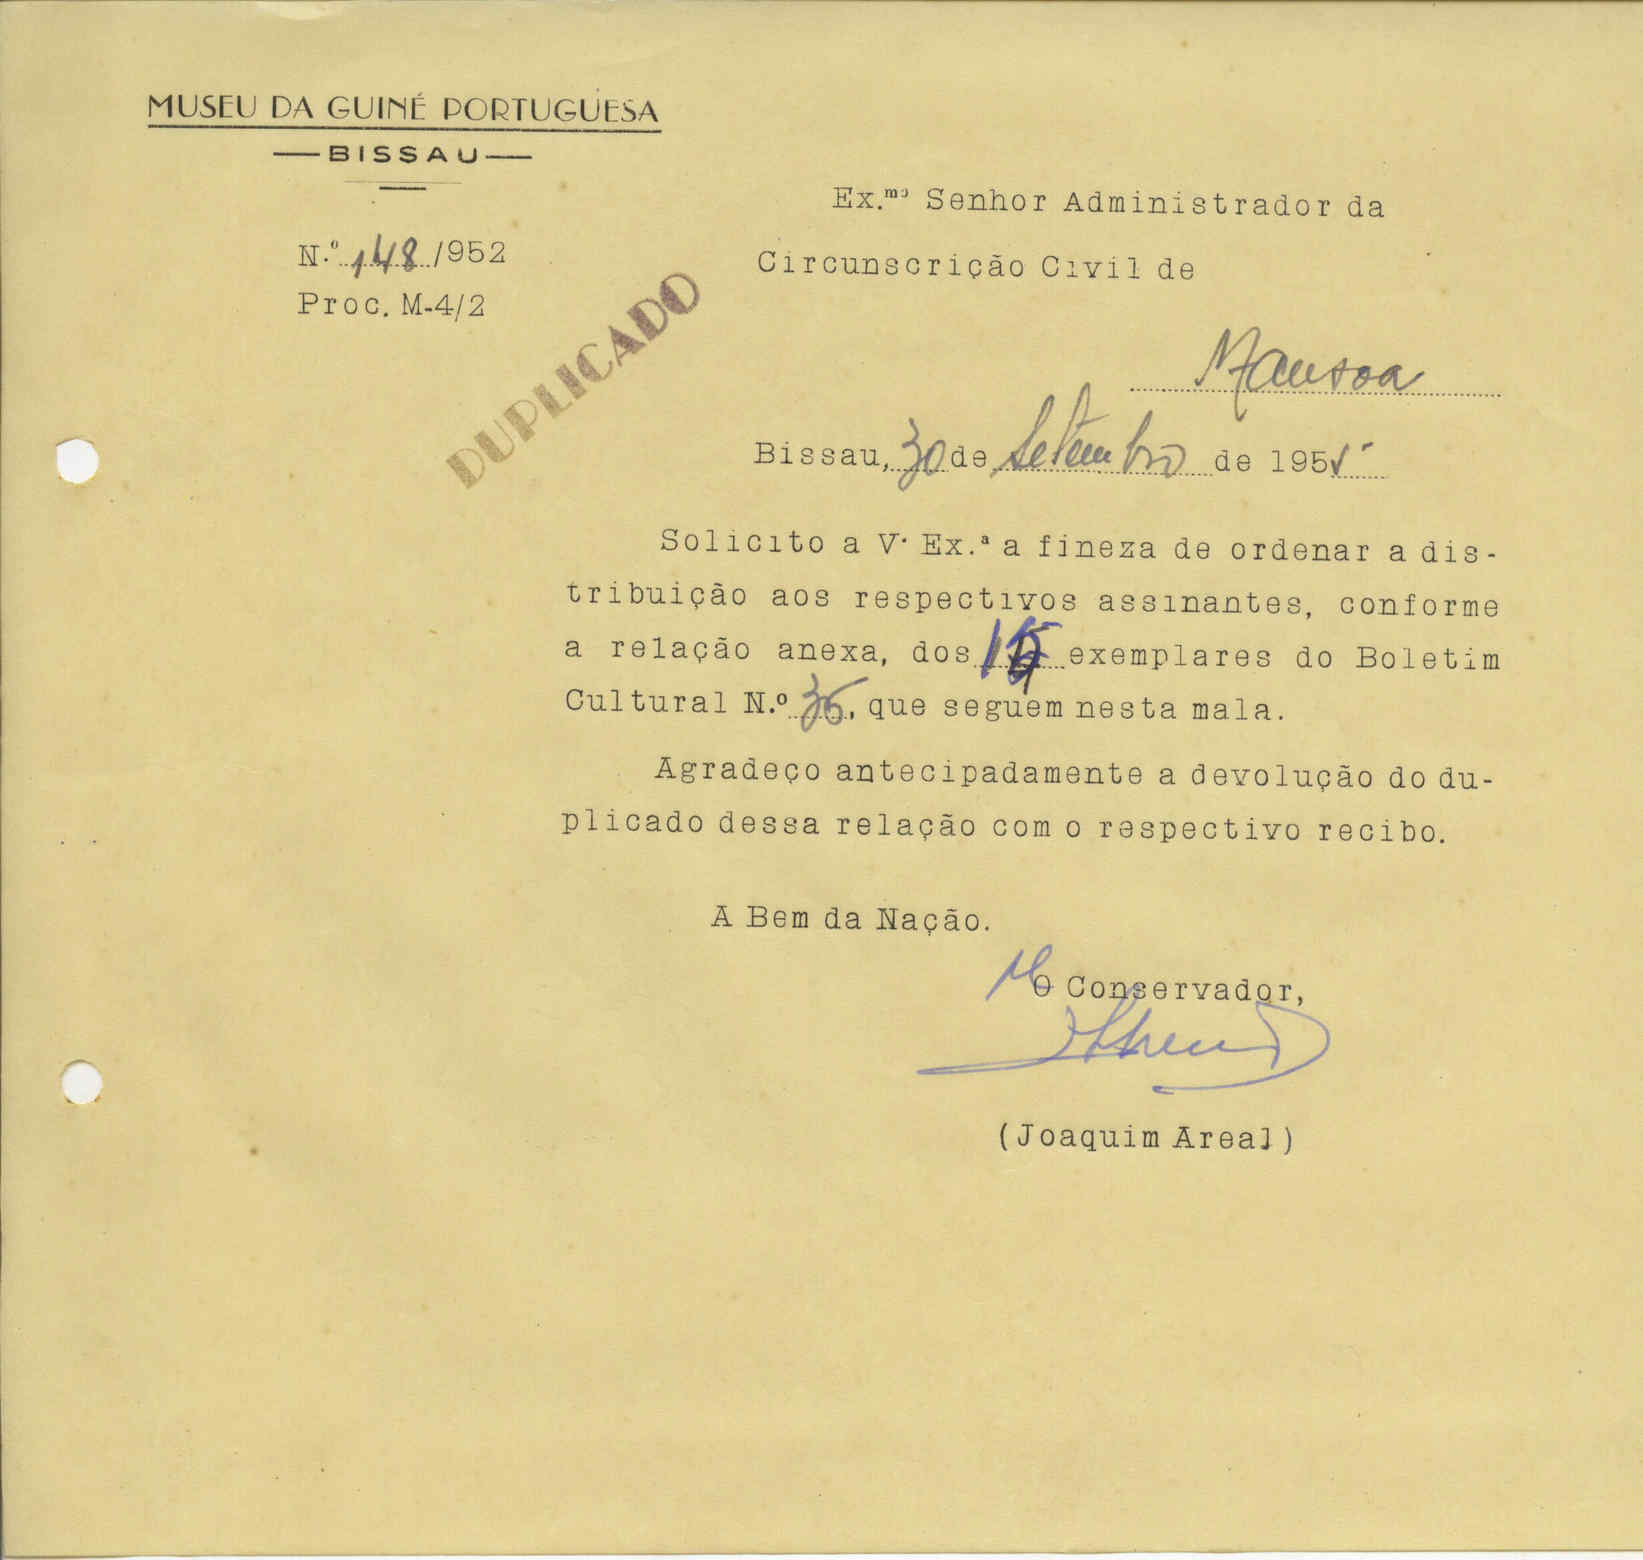 MUSEU DA GUINÉ PORTUGUESA
BISSAU
N.º 148/952
Proc. M-4/2
DUPLICADO
Ex.mo Senhor Administrador da
Circunscrição Civil de
Mansoa
Bissau, 30 de Setembro de 195
Solicito a V. Ex.ª a fineza de ordenar a dis-
tribuição aos respectivos assinantes, conforme
a relação anexa, dos exemplares do Boletim
Cultural N.º 36, que seguem nesta mala.
Agradeço antecipadamente a devolução do du-
plicado dessa relação com o respectivo recibo.
A Bem da Nação.
O Conservador,
(Joaquim Areal)